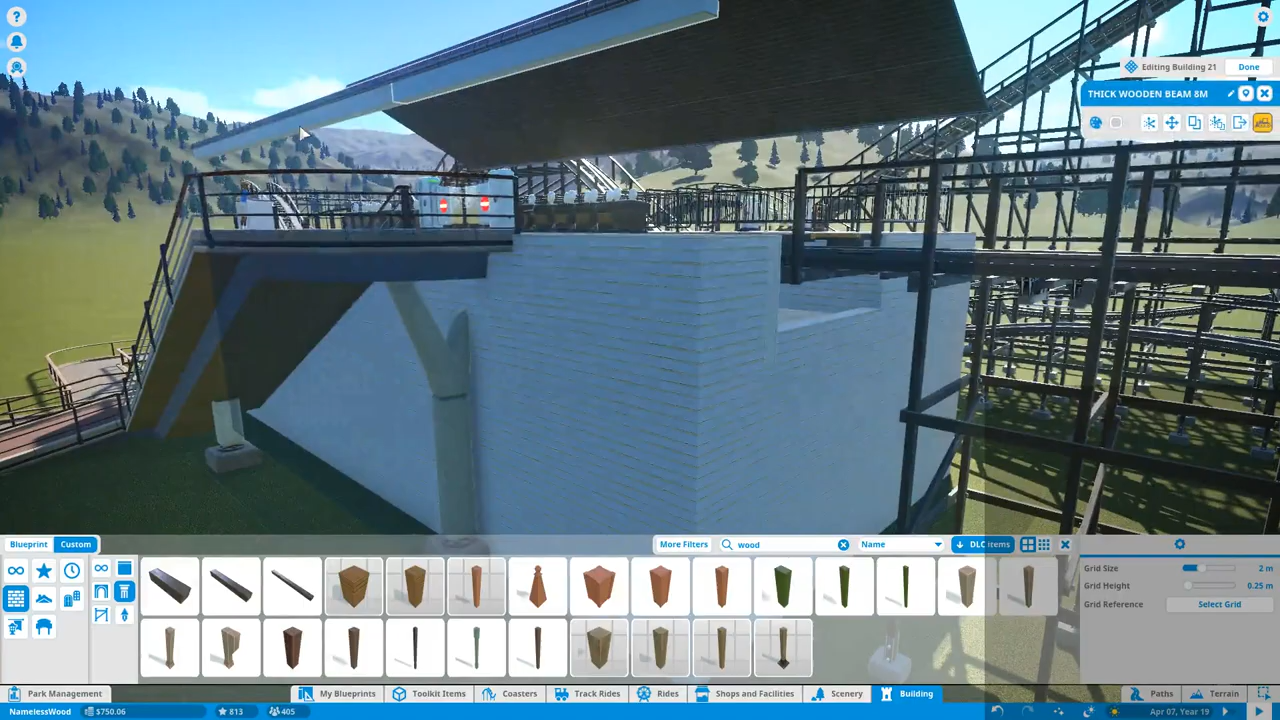 Editing Building 21
Done
THICK WOODEN BEAM 8M
Blueprint
Custom
More Filters
wood
Name
DLC Items
Grid Size
2 m
Grid Height
0.25 m
Grid Reference
Select Grid
Park Management
My Blueprints
Toolkit Items
Coasters
Track Rides
Rides
Shops and Facilities
Scenery
Building
Paths
Terrain
NamelessWood
$750.06
813
405
Apr 07, Year 19